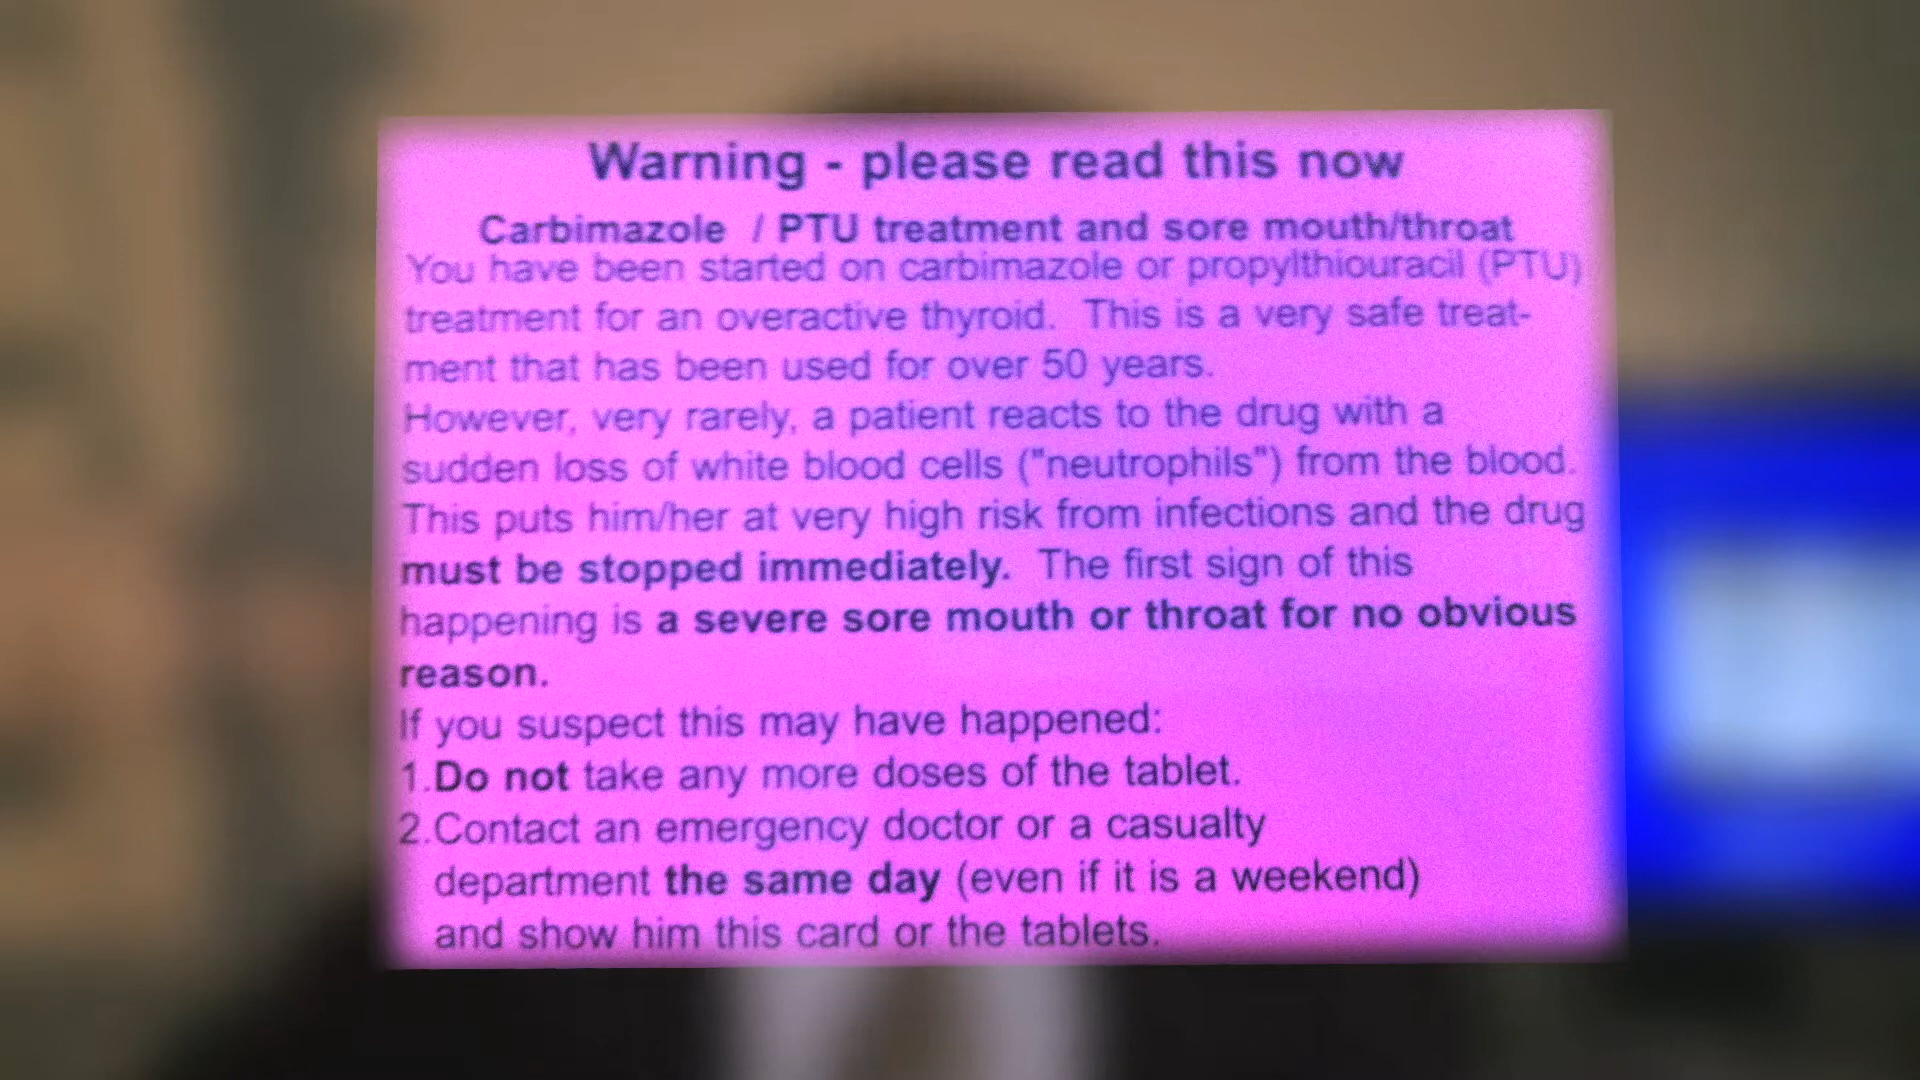 Warning - please read this now
Carbimazole / PTU treatment and sore mouth/throat
You have been started on carbimazole or propylthiouracil (PTU)
treatment for an overactive thyroid. This is a very safe treat-
ment that has been used for over 50 years.
However, very rarely, a patient reacts to the drug with a
sudden loss of white blood cells ("neutrophils") from the blood.
This puts him/her at very high risk from infections and the drug
must be stopped immediately. The first sign of this
happening is a severe sore mouth or throat for no obvious
reason.
If you suspect this may have happened:
1.Do not take any more doses of the tablet.
2.Contact an emergency doctor or a casualty
department the same day (even if it is a weekend)
and show him this card or the tablets.